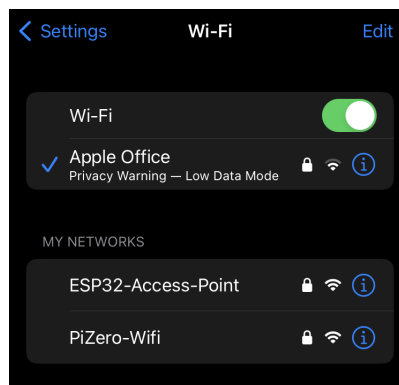 Settings Wi-Fi Edit
Wi-Fi
Apple Office
Privacy Warning — Low Data Mode
MY NETWORKS
ESP32-Access-Point
PiZero-Wifi